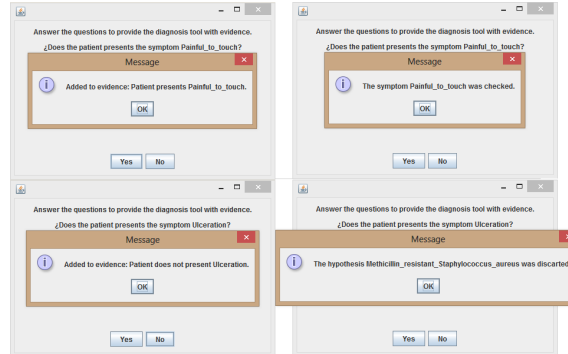 Answer the questions to provide the diagnosis tool with evidence.
¿Does the patient presents the symptom Painful_to_touch?
Message
Added to evidence: Patient presents Painful_to_touch.
OK
Yes No
Answer the questions to provide the diagnosis tool with evidence.
¿Does the patient presents the symptom Painful_to_touch?
Message
The symptom Painful_to_touch was checked.
OK
Yes No
Answer the questions to provide the diagnosis tool with evidence.
¿Does the patient presents the symptom Ulceration?
Message
Added to evidence: Patient does not present Ulceration.
OK
Yes No
Answer the questions to provide the diagnosis tool with evidence.
¿Does the patient presents the symptom Ulceration?
Message
The hypothesis Methicillin_resistant_Staphylococcus_aureus was discarted
OK
Yes No